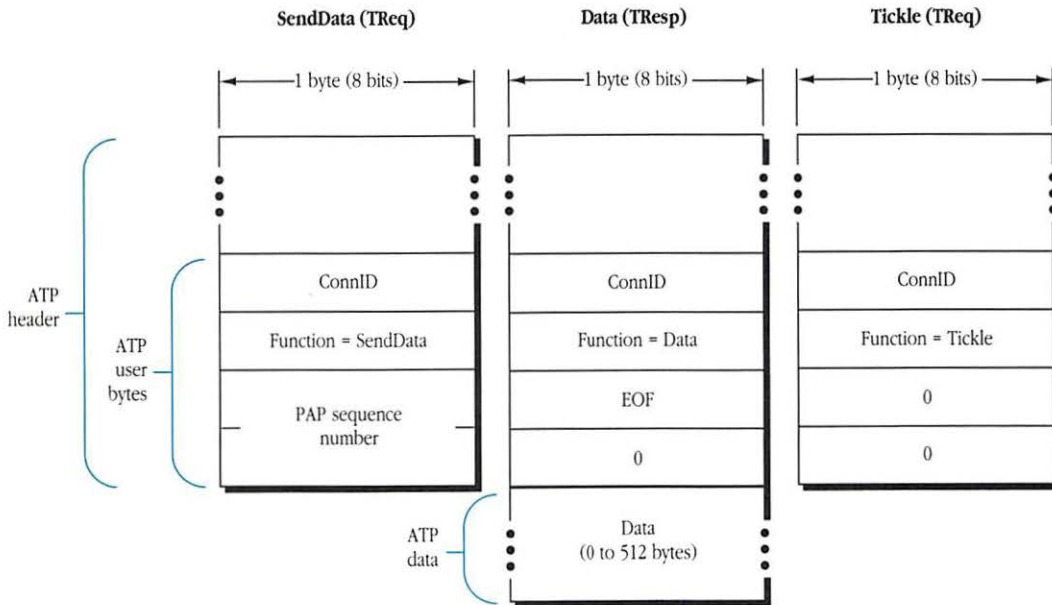 SendData (TReq)
Data (TResp)
Tickle (TReq)
1 byte (8 bits)
1 byte (8 bits)
1 byte (8 bits)
ATP
header
ATP
user
bytes
ConnID
Function = SendData
PAP sequence
number
ConnID
Function = Data
EOF
0
ATP
data
Data
(0 to 512 bytes)
ConnID
Function = Tickle
0
0